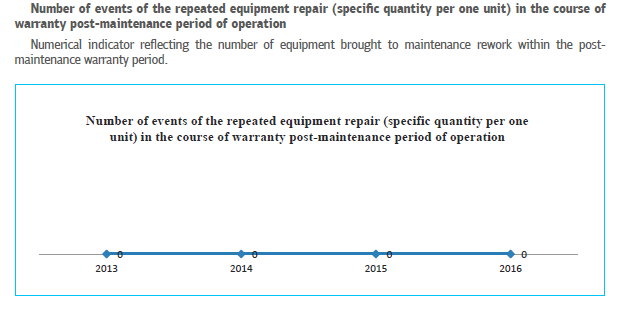 Number of events of the repeated equipment repair (specific quantity per one unit) in the course of
warranty post-maintenance period of operation
Numerical indicator reflecting the number of equipment brought to maintenance rework within the post-
maintenance warranty period.
Number of events of the repeated equipment repair (specific quantity per one
unit) in the course of warranty post-maintenance period of operation
0 0 0 0
2013 2014 2015 2016